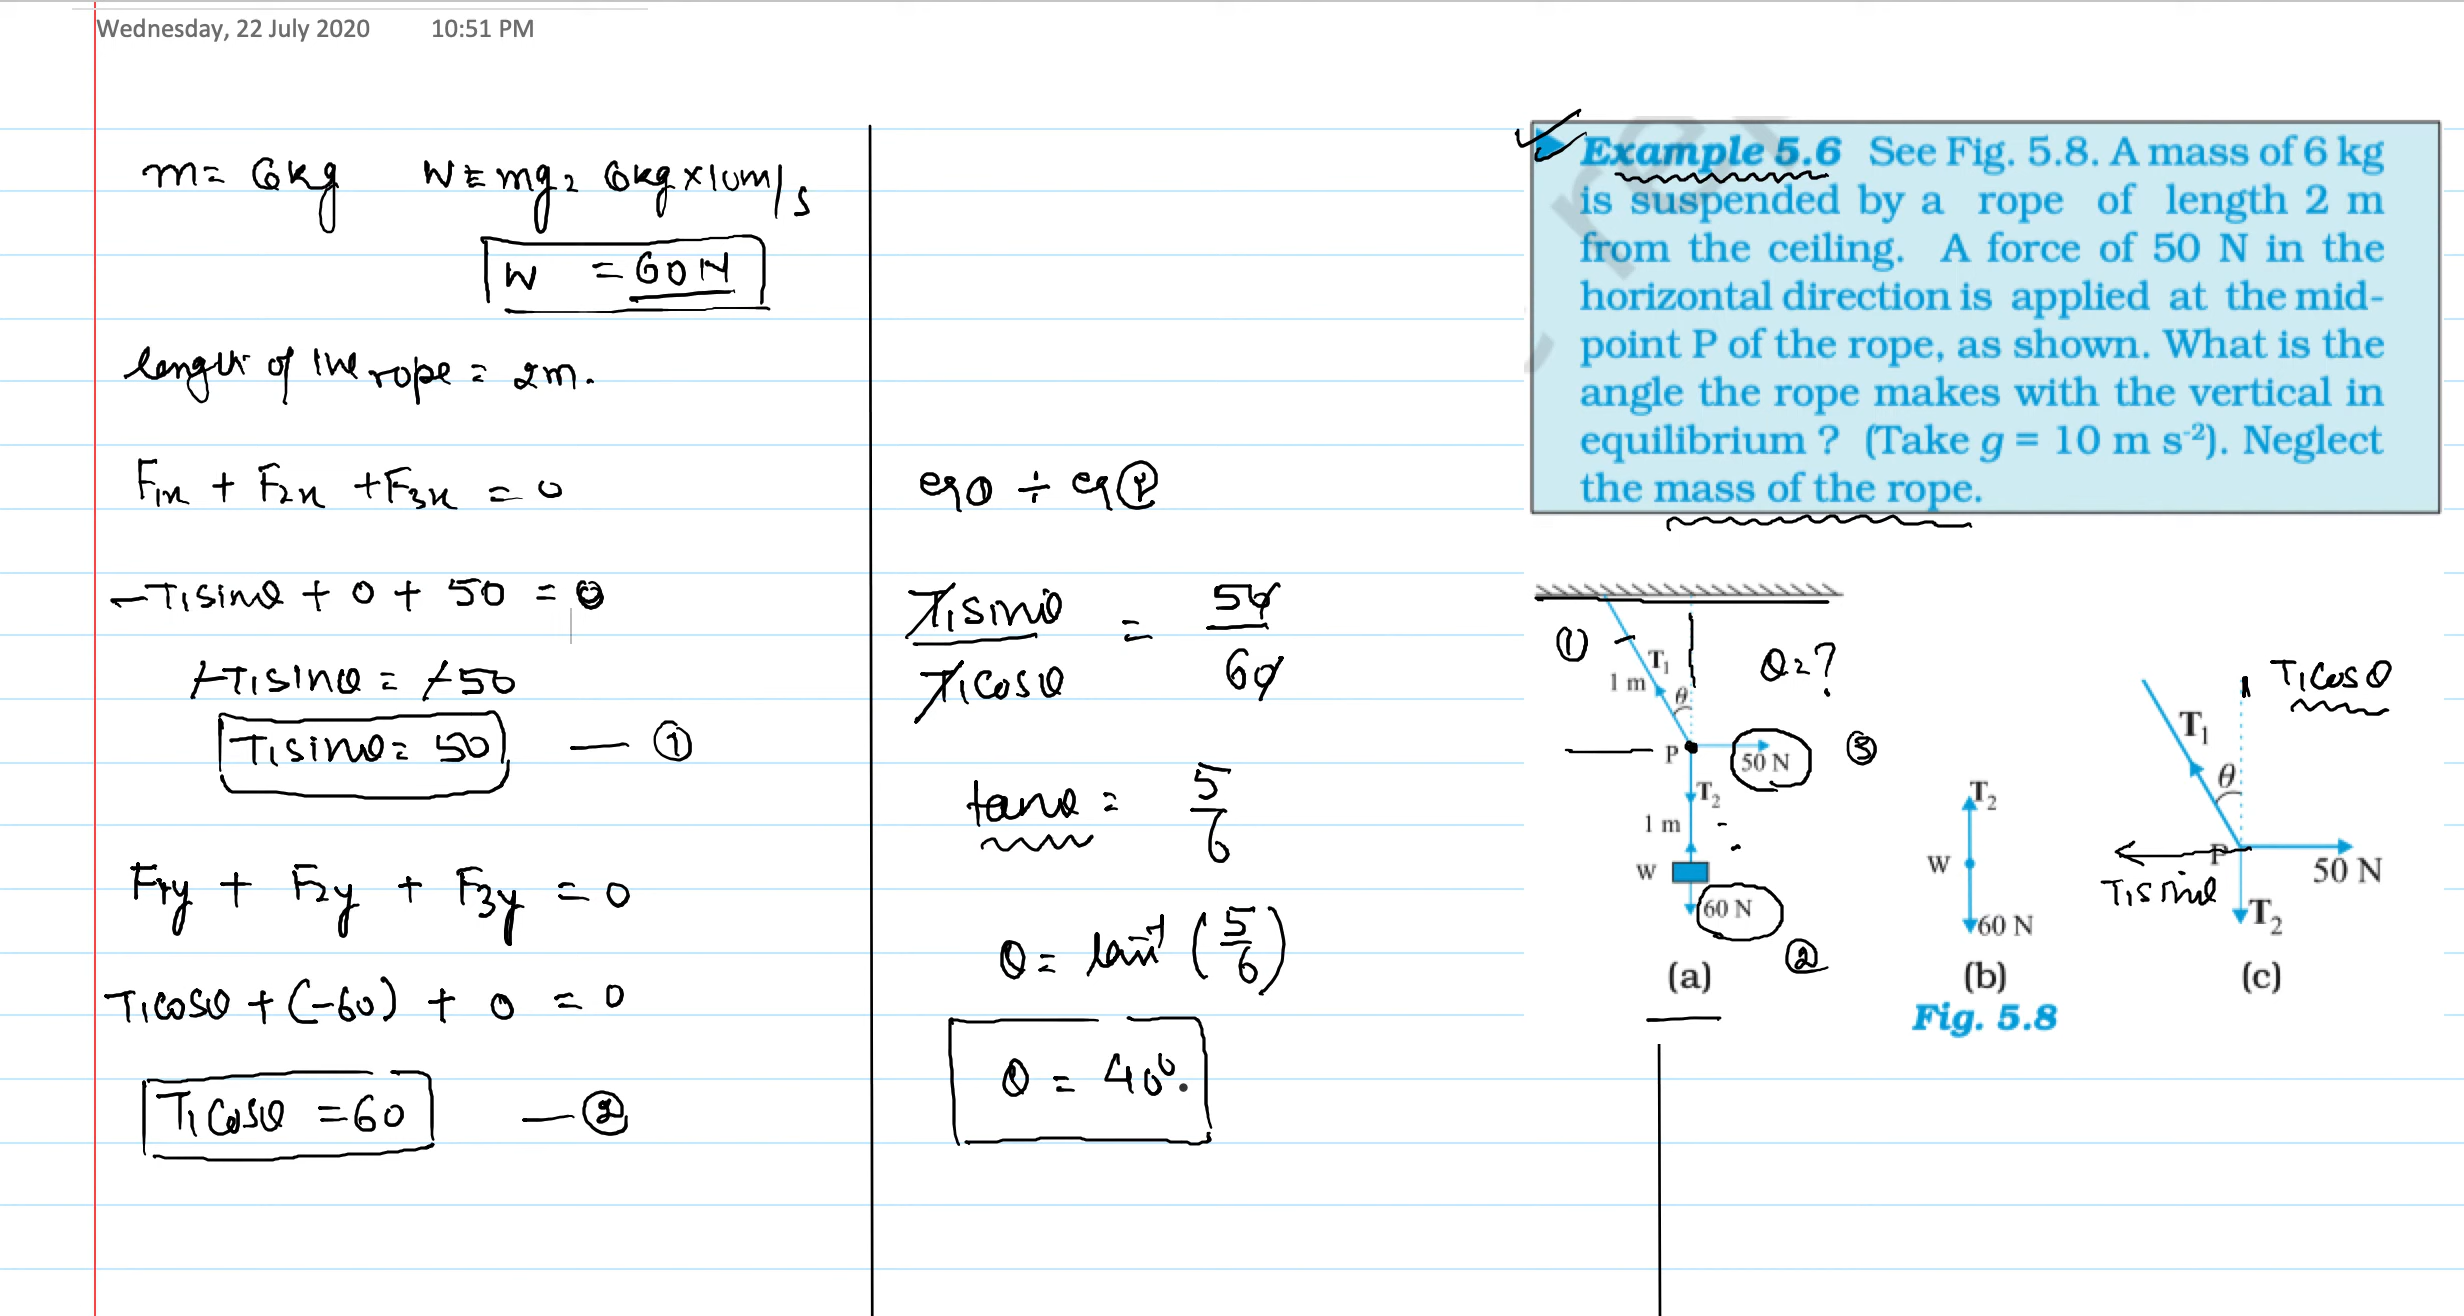 Wednesday, 22 July 2020 10:51 PM
m = 6kg W = mg = 6kg × 10m/s
W = 60N
length of the rope = 2m.
F1x + F2x + F3x = 0
-T1sinθ + 0 + 50 = 0
-T1sinθ = -50
T1sinθ = 50 — ①
F1y + F2y + F3y = 0
T1cosθ + (-60) + 0 = 0
T1cosθ = 60 — ②
eq① ÷ eq②
T1sinθ / T1cosθ = 50 / 60
tanθ = 5/6
θ = tan⁻¹ (5/6)
θ = 40°.
Example 5.6 See Fig. 5.8. A mass of 6 kg
is suspended by a rope of length 2 m
from the ceiling. A force of 50 N in the
horizontal direction is applied at the mid-
point P of the rope, as shown. What is the
angle the rope makes with the vertical in
equilibrium ? (Take g = 10 m s⁻²). Neglect
the mass of the rope.
① T₁ θ=?
1 m θ
P 50 N ③
T₂
1 m
W
60 N
②
(a)
T₂
W
60 N
(b)
T1cosθ
T₁
θ
P
50 N
T1sinθ
T₂
(c)
Fig. 5.8